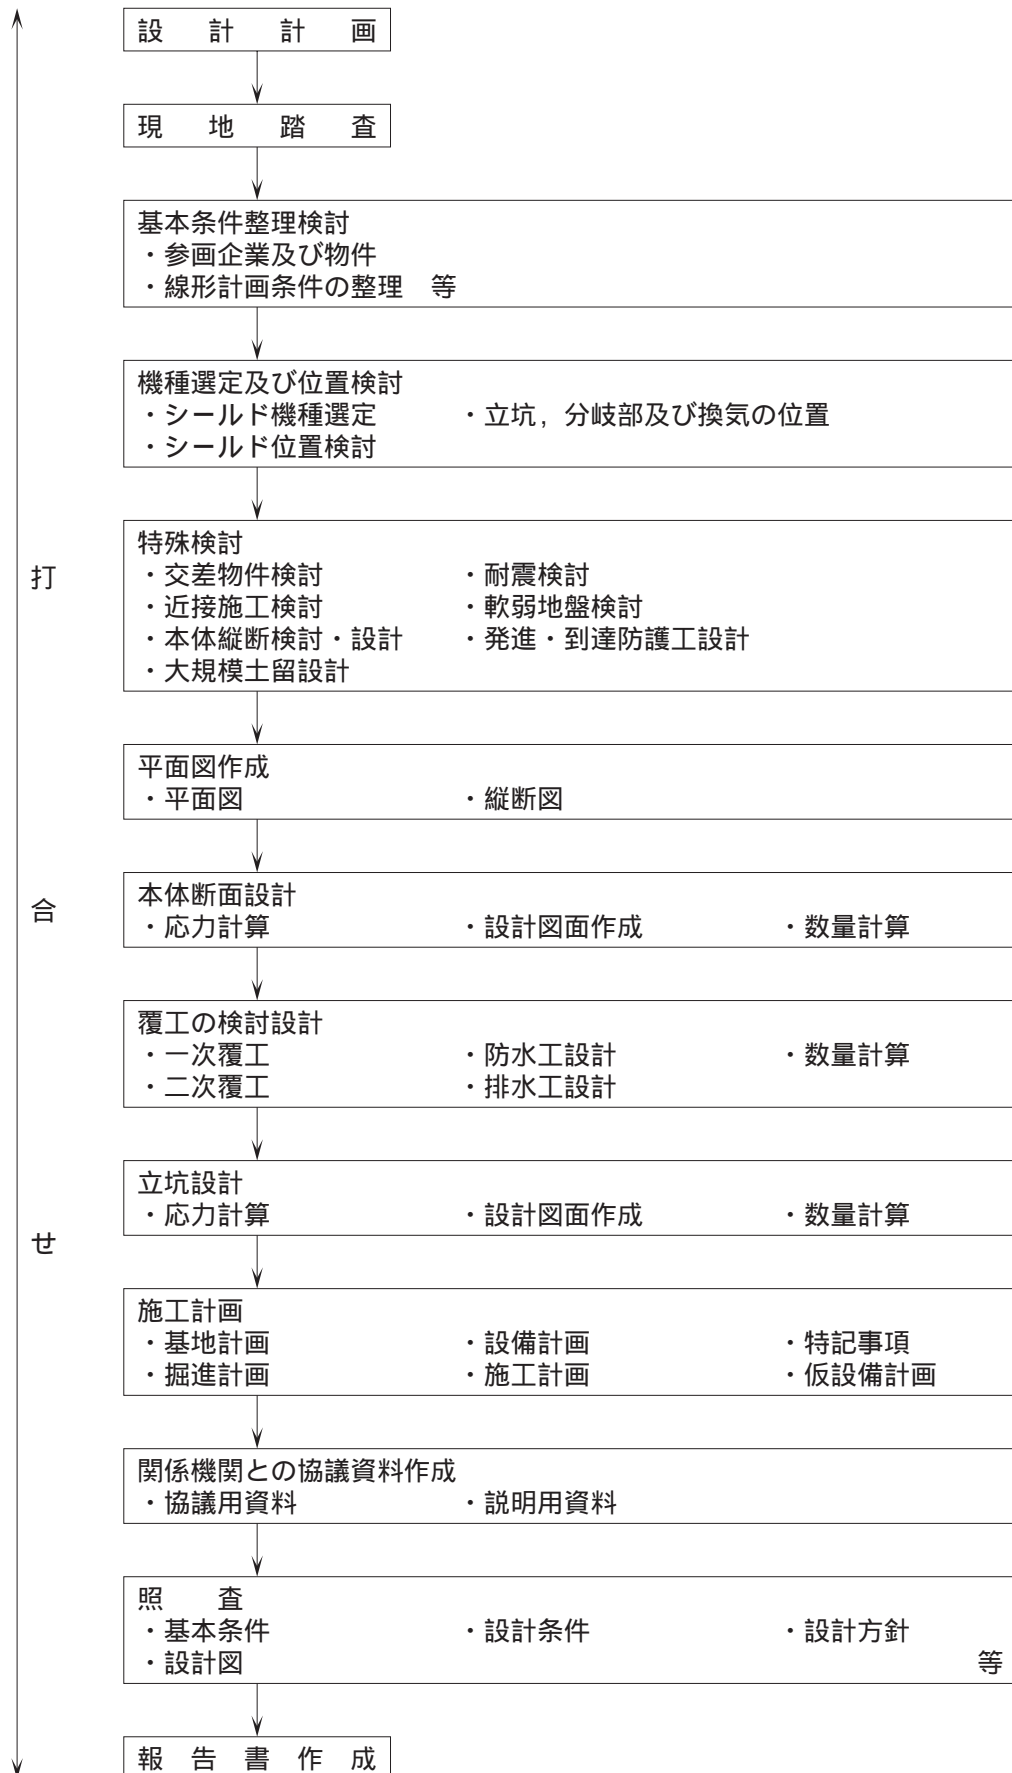 設計計画
現地踏査
基本条件整理検討
・参画企業及び物件
・線形計画条件の整理　等
機種選定及び位置検討
・シールド機種選定　・立坑，分岐部及び換気の位置
・シールド位置検討
特殊検討
・交差物件検討　・耐震検討
・近接施工検討　・軟弱地盤検討
・本体縦断検討・設計　・発進・到達防護工設計
・大規模土留設計
平面図作成
・平面図　・縦断図
本体断面設計
・応力計算　・設計図面作成　・数量計算
覆工の検討設計
・一次覆工　・防水工設計　・数量計算
・二次覆工　・排水工設計
立坑設計
・応力計算　・設計図面作成　・数量計算
施工計画
・基地計画　・設備計画　・特記事項
・掘進計画　・施工計画　・仮設備計画
関係機関との協議資料作成
・協議用資料　・説明用資料
照　査
・基本条件　・設計条件　・設計方針
・設計図　等
報告書作成
打合せ